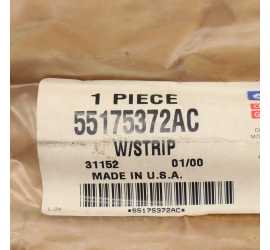 1 PIECE
55175372AC
W/STRIP
31152 01/00
MADE IN U.S.A.
*55175372AC*